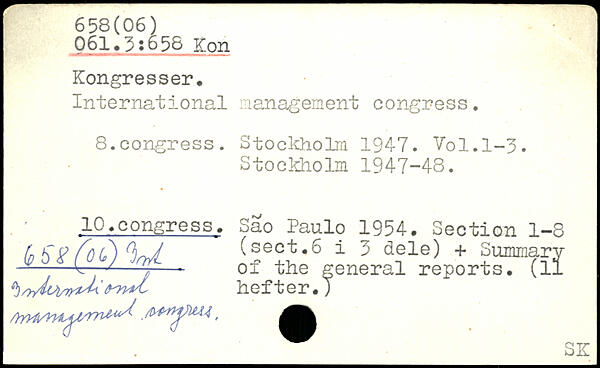 658(06)
061.3:658 Kon
Kongresser.
International management congress.
8.congress. Stockholm 1947. Vol.1-3.
Stockholm 1947-48.
10.congress. São Paulo 1954. Section 1-8
(sect.6 i 3 dele) + Summary
of the general reports. (11
hefter.)
658(06) Int
International
management congress.
SK